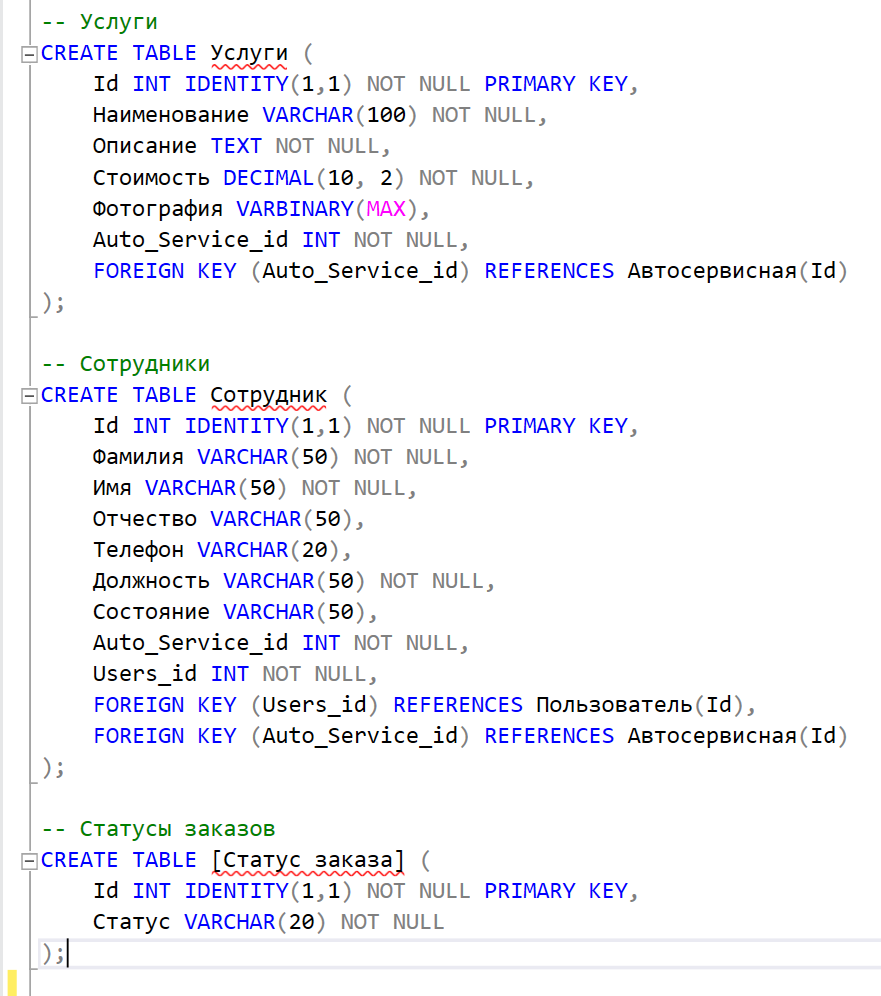 -- Услуги
CREATE TABLE Услуги (
Id INT IDENTITY(1,1) NOT NULL PRIMARY KEY,
Наименование VARCHAR(100) NOT NULL,
Описание TEXT NOT NULL,
Стоимость DECIMAL(10, 2) NOT NULL,
Фотография VARBINARY(MAX),
Auto_Service_id INT NOT NULL,
FOREIGN KEY (Auto_Service_id) REFERENCES Автосервисная(Id)
);
-- Сотрудники
CREATE TABLE Сотрудник (
Id INT IDENTITY(1,1) NOT NULL PRIMARY KEY,
Фамилия VARCHAR(50) NOT NULL,
Имя VARCHAR(50) NOT NULL,
Отчество VARCHAR(50),
Телефон VARCHAR(20),
Должность VARCHAR(50) NOT NULL,
Состояние VARCHAR(50),
Auto_Service_id INT NOT NULL,
Users_id INT NOT NULL,
FOREIGN KEY (Users_id) REFERENCES Пользователь(Id),
FOREIGN KEY (Auto_Service_id) REFERENCES Автосервисная(Id)
);
-- Статусы заказов
CREATE TABLE [Статус заказа] (
Id INT IDENTITY(1,1) NOT NULL PRIMARY KEY,
Статус VARCHAR(20) NOT NULL
);